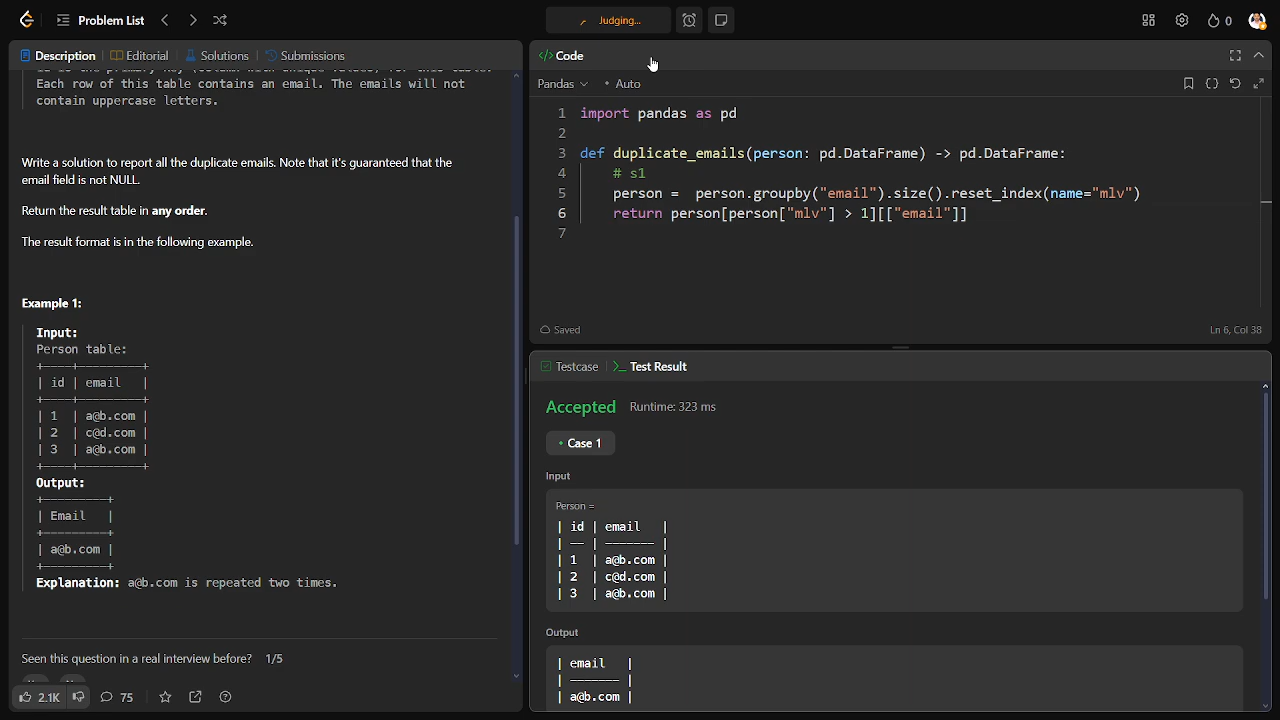 Problem List
Judging...
0
Description
Editorial
Solutions
Submissions
Each row of this table contains an email. The emails will not
contain uppercase letters.
Write a solution to report all the duplicate emails. Note that it's guaranteed that the
email field is not NULL.
Return the result table in any order.
The result format is in the following example.
Example 1:
Input:
Person table:
+----+---------+
| id | email   |
+----+---------+
| 1  | a@b.com |
| 2  | c@d.com |
| 3  | a@b.com |
+----+---------+
Output:
+---------+
| Email   |
+---------+
| a@b.com |
+---------+
Explanation: a@b.com is repeated two times.
Seen this question in a real interview before? 1/5
2.1K
75
</> Code
Pandas
• Auto
1 import pandas as pd
2
3 def duplicate_emails(person: pd.DataFrame) -> pd.DataFrame:
4     # s1
5     person =  person.groupby("email").size().reset_index(name="mlv")
6     return person[person["mlv"] > 1][["email"]]
7
Saved
Ln 6, Col 38
Testcase
>_ Test Result
Accepted Runtime: 323 ms
• Case 1
Input
Person =
| id | email   |
| -- | ------- |
| 1  | a@b.com |
| 2  | c@d.com |
| 3  | a@b.com |
Output
| email   |
| ------- |
| a@b.com |